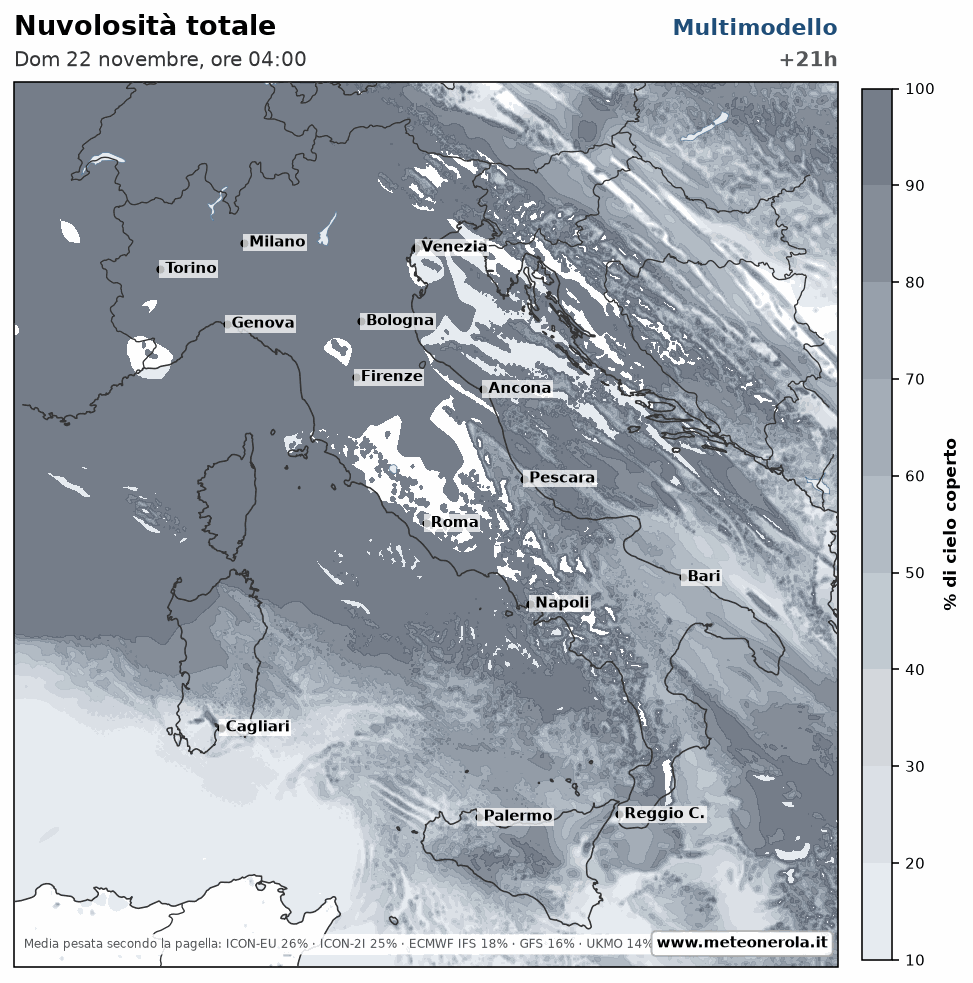 Nuvolosità totale
Multimodello
Dom 22 novembre, ore 04:00
+21h
100
90
80
70
60
50
40
30
20
10
% di cielo coperto
Milano
Venezia
Torino
Genova
Bologna
Firenze
Ancona
Pescara
Roma
Bari
Napoli
Cagliari
Palermo
Reggio C.
Media pesata secondo la pagella: ICON-EU 26% · ICON-2I 25% · ECMWF IFS 18% · GFS 16% · UKMO 14%
www.meteonerola.it